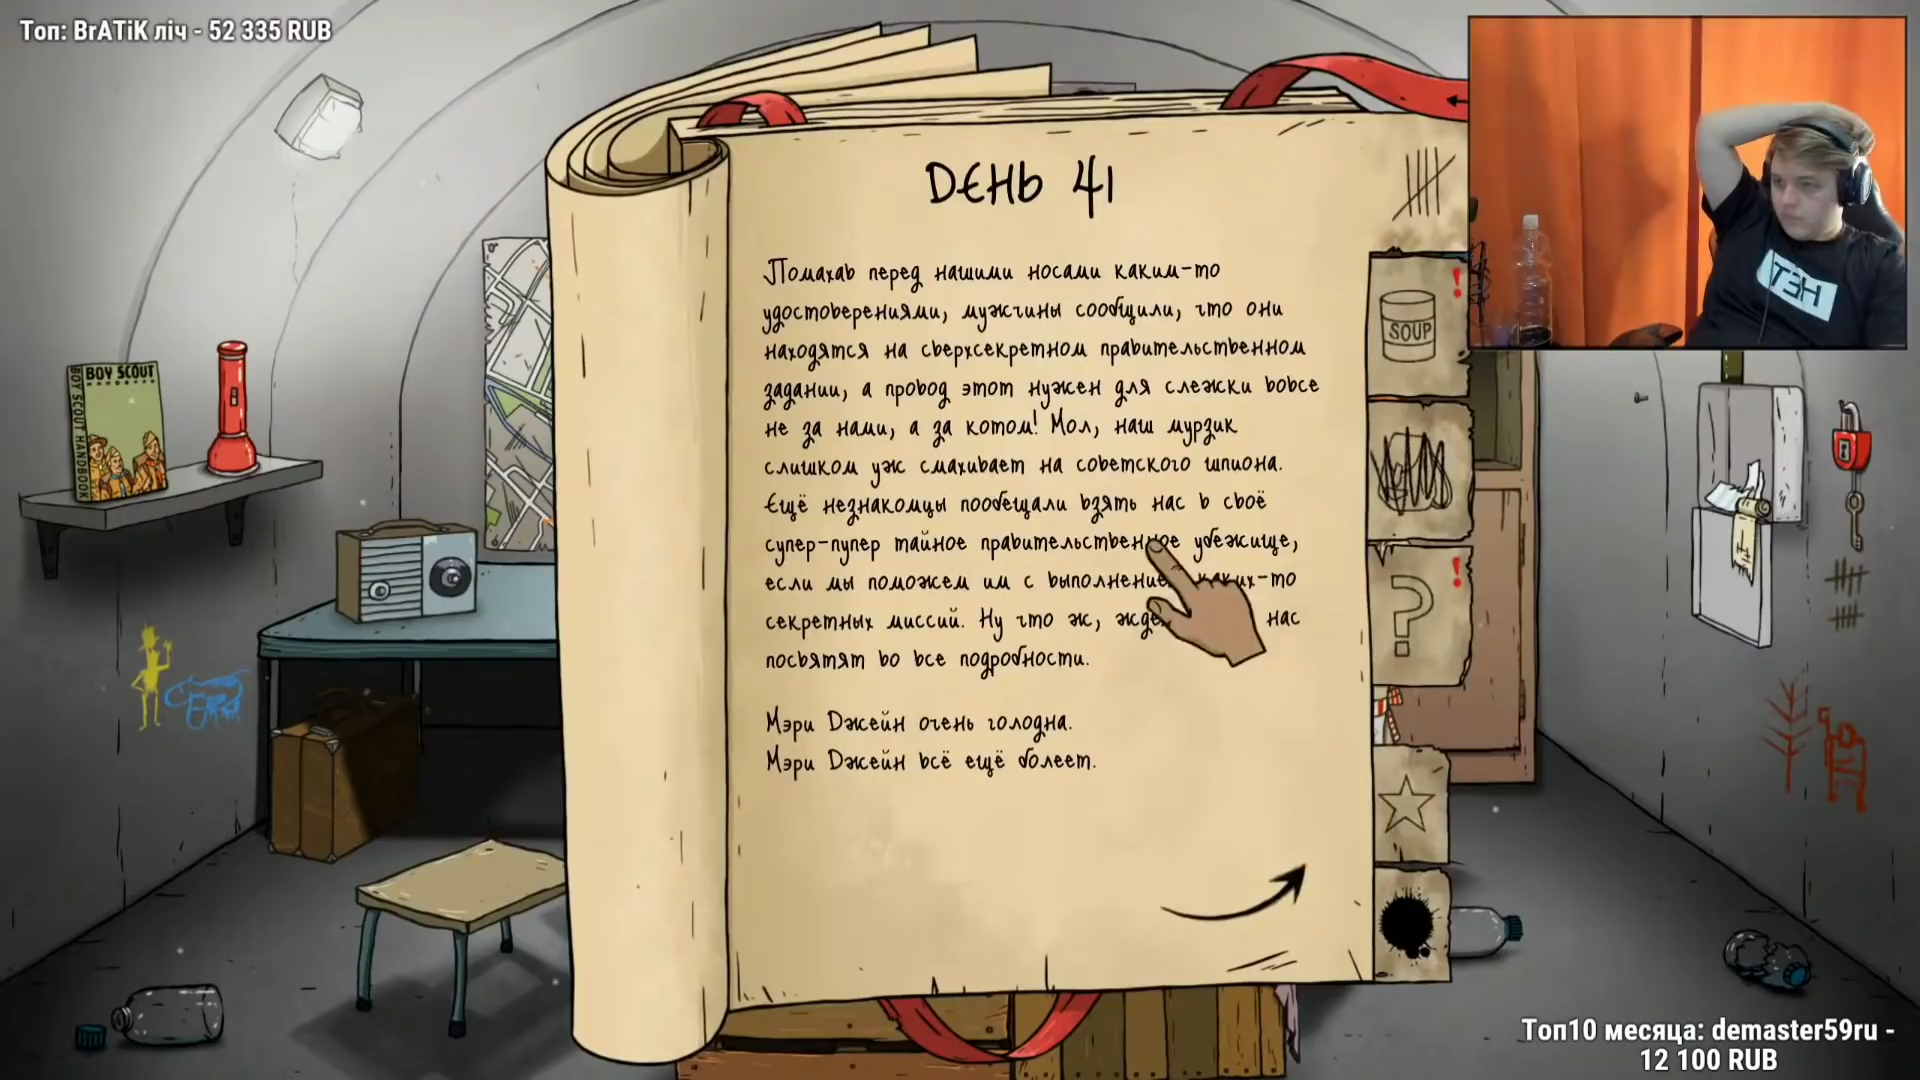 Топ: BrATiK ліч - 52 335 RUB
ДЕНЬ 41
Помахав перед нашими носами каким-то
удостоверениями, мужчины сообщили, что они
находятся на сверхсекретном правительственном
задании, а провод этот нужен для слежки вовсе
не за нами, а за котом! Мол, наш мурзик
слишком уж смахивает на советского шпиона.
Ещё незнакомцы пообещали взять нас в своё
супер-пупер тайное правительственное убежище,
если мы поможем им с выполнением каких-то
секретных миссий. Ну что ж, нас
посвятят во все подробности.
Мэри Джейн очень голодна.
Мэри Джейн всё ещё болеет.
SOUP
!
?
!
BOY SCOUT
BOY SCOUT HANDBOOK
ТЭН
Топ10 месяца: demaster59ru -
12 100 RUB